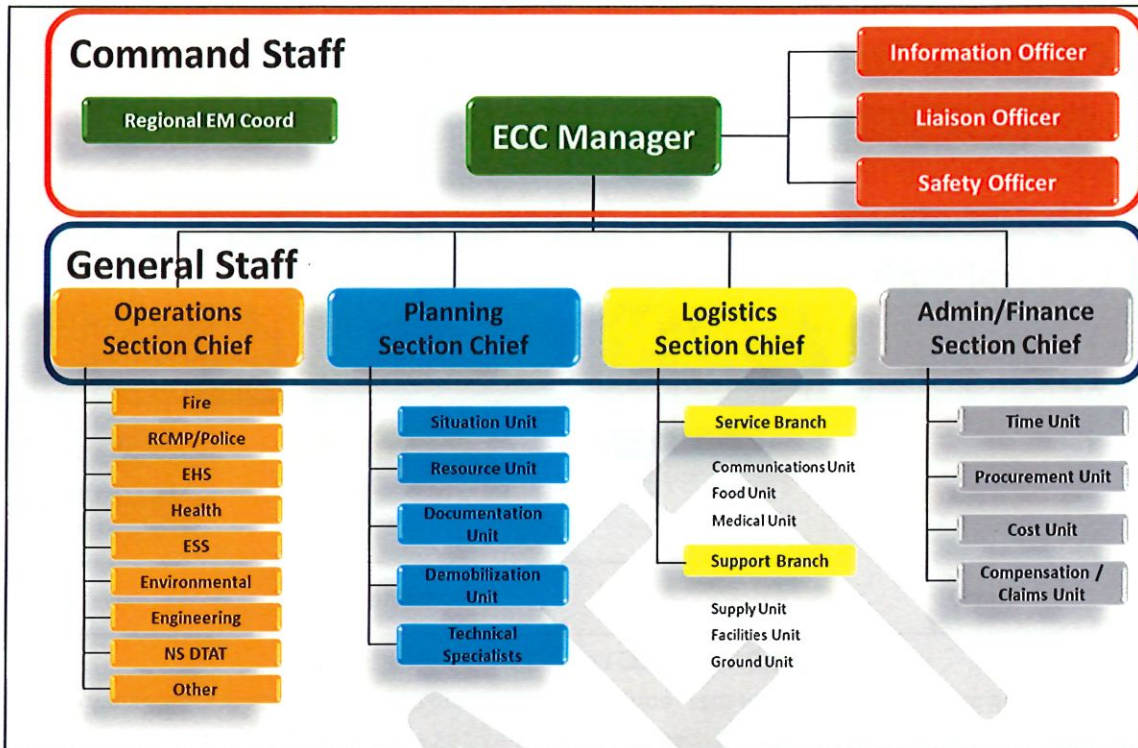 Command Staff
Regional EM Coord
ECC Manager
Information Officer
Liaison Officer
Safety Officer
General Staff
Operations
Section Chief
Fire
RCMP/Police
EHS
Health
ESS
Environmental
Engineering
NS DTAT
Other
Planning
Section Chief
Situation Unit
Resource Unit
Documentation
Unit
Demobilization
Unit
Technical
Specialists
Logistics
Section Chief
Service Branch
Communications Unit
Food Unit
Medical Unit
Support Branch
Supply Unit
Facilities Unit
Ground Unit
Admin/Finance
Section Chief
Time Unit
Procurement Unit
Cost Unit
Compensation /
Claims Unit